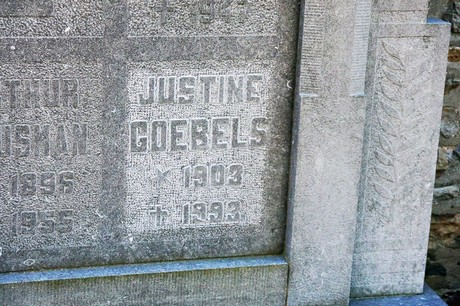 THUR
ISMAN
1895
1955
JUSTINE
GOEBELS
1903
1993